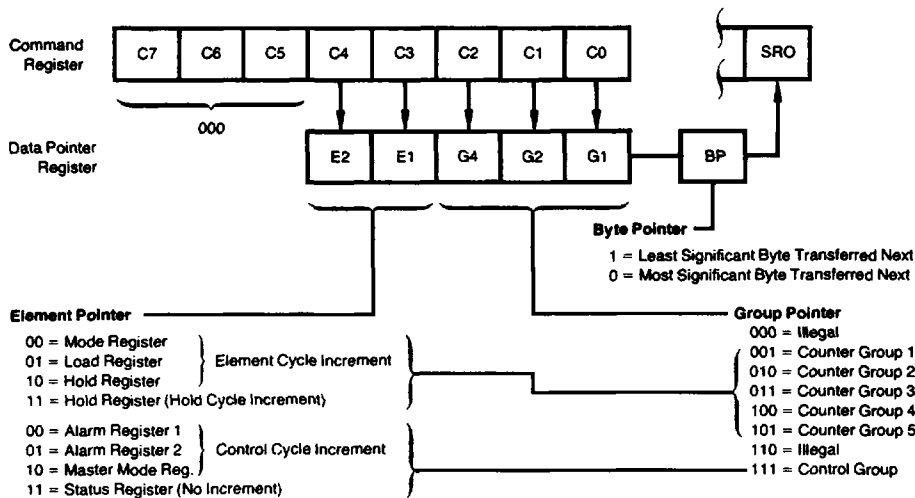 Command
Register
C7 C6 C5 C4 C3 C2 C1 C0
SRO
000
Data Pointer
Register
E2 E1 G4 G2 G1
BP
Byte Pointer
1 = Least Significant Byte Transferred Next
0 = Most Significant Byte Transferred Next
Element Pointer
00 = Mode Register
01 = Load Register
10 = Hold Register
Element Cycle Increment
11 = Hold Register (Hold Cycle Increment)
00 = Alarm Register 1
01 = Alarm Register 2
10 = Master Mode Reg.
Control Cycle Increment
11 = Status Register (No Increment)
Group Pointer
000 = Illegal
001 = Counter Group 1
010 = Counter Group 2
011 = Counter Group 3
100 = Counter Group 4
101 = Counter Group 5
110 = Illegal
111 = Control Group